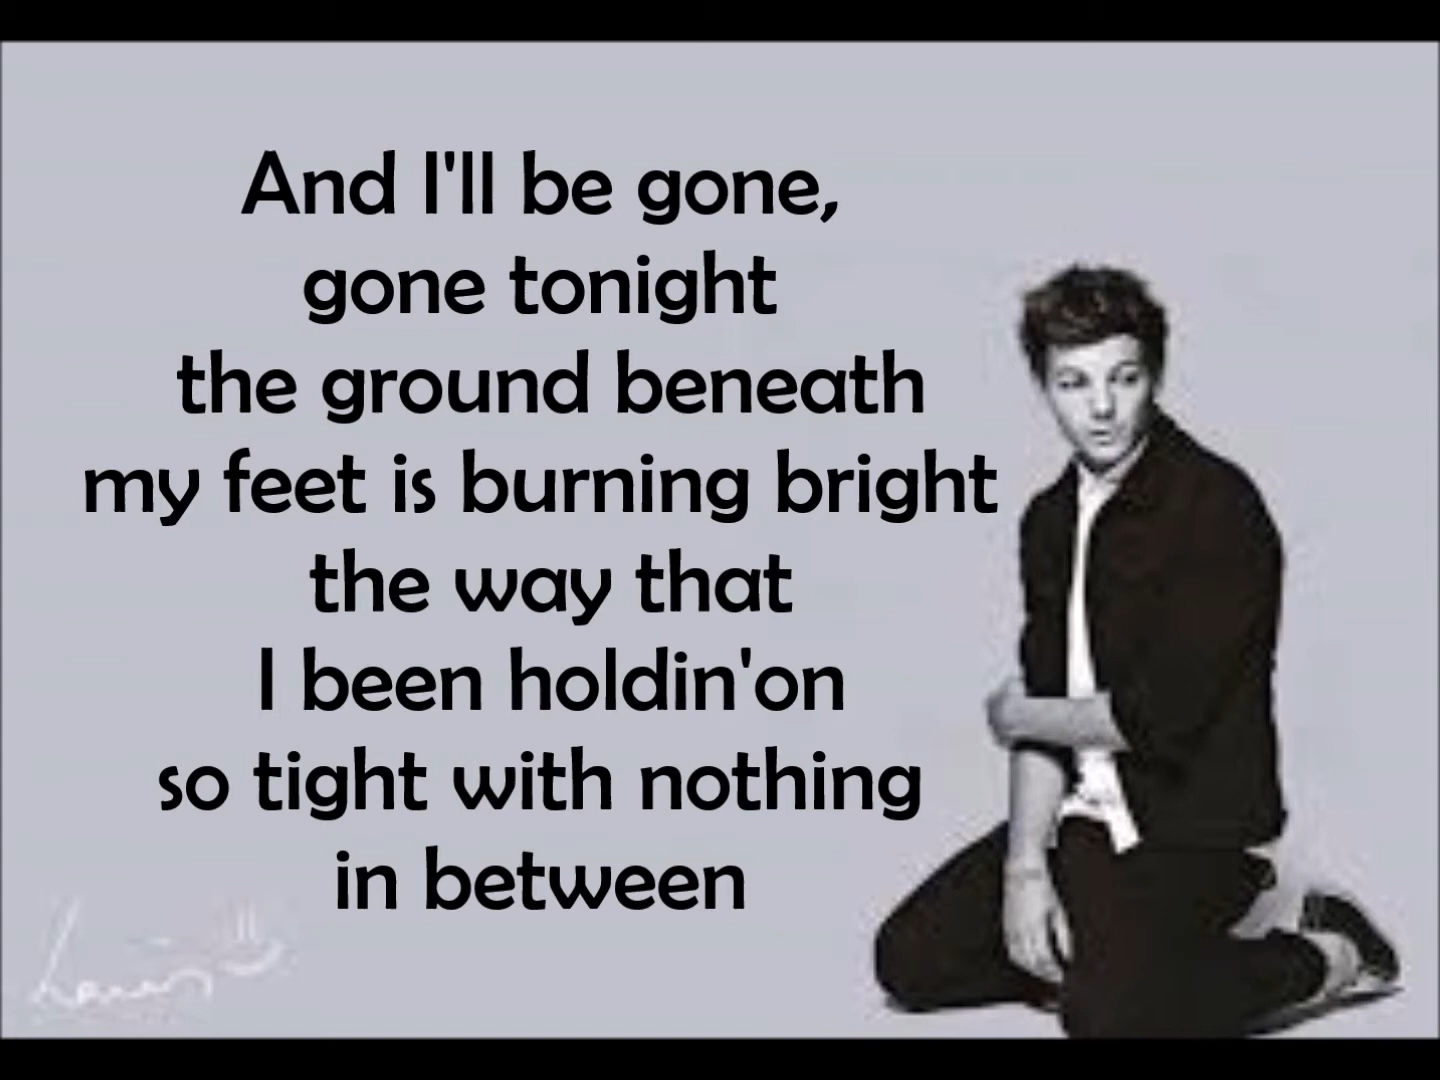 And I'll be gone,
gone tonight
the ground beneath
my feet is burning bright
the way that
I been holdin'on
so tight with nothing
in between